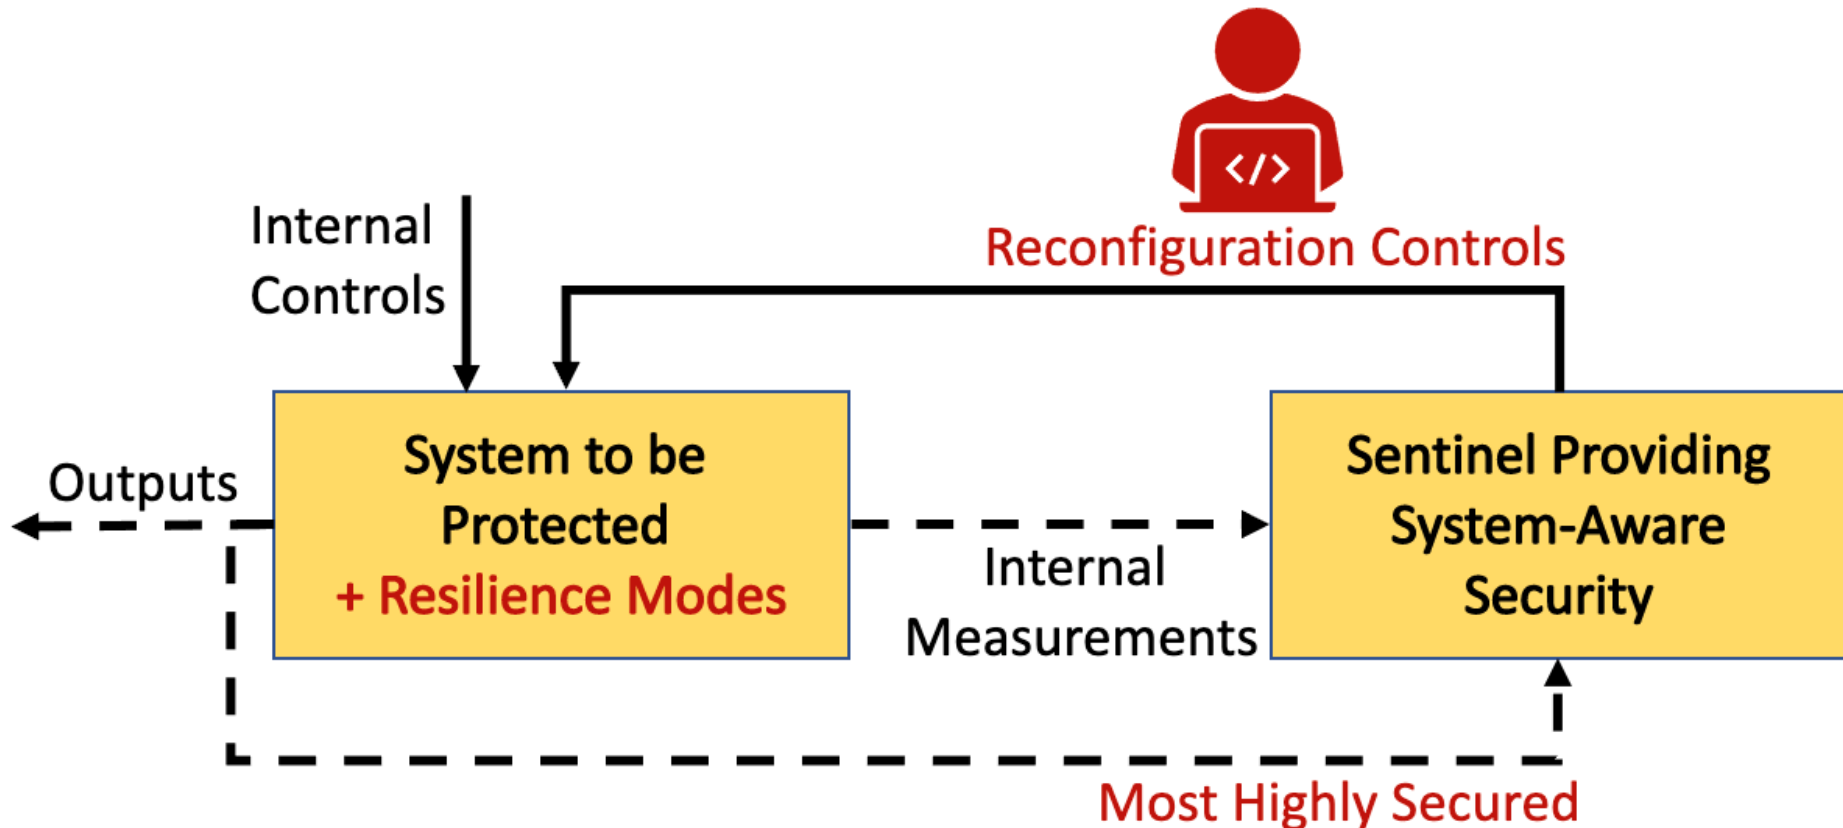 </>
Internal
Controls
Reconfiguration Controls
System to be
Protected
+ Resilience Modes
Outputs
Internal
Measurements
Sentinel Providing
System-Aware
Security
Most Highly Secured